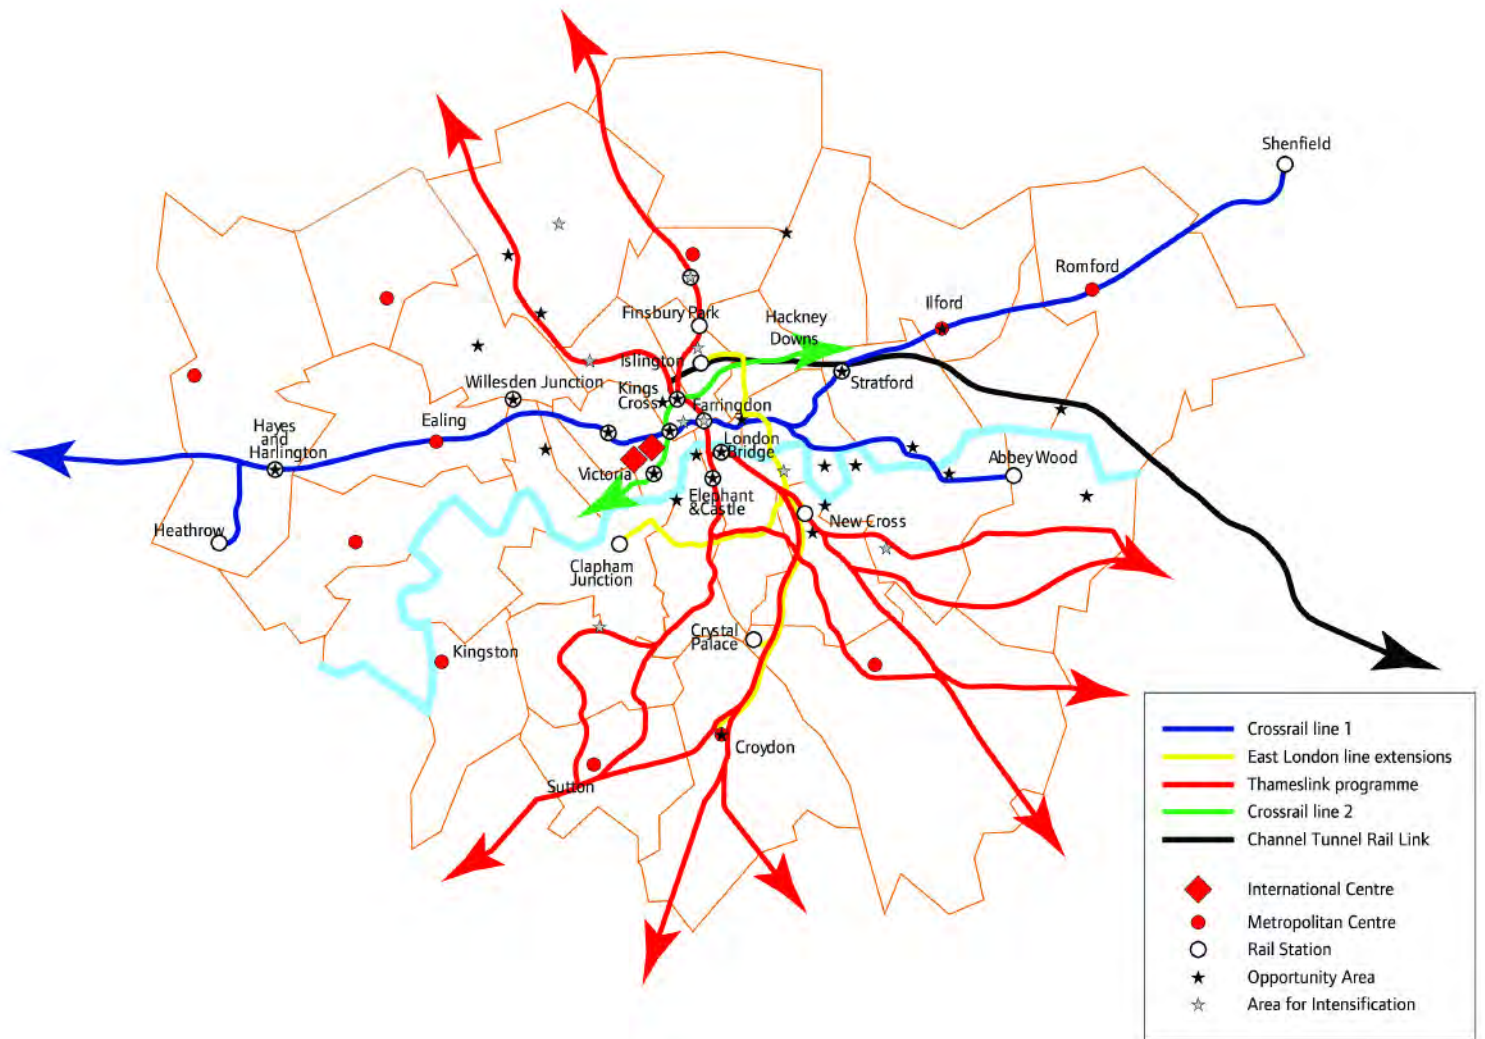 Shenfield
Romford
Ilford
Hackney
Downs
Finsbury Park
Islington
Stratford
Willesden Junction
Kings
Cross
Farringdon
Ealing
Hayes
and
Harlington
London
Bridge
Abbey Wood
Victoria
Elephant
&Castle
Heathrow
New Cross
Clapham
Junction
Crystal
Palace
Kingston
Croydon
Sutton
Crossrail line 1
East London line extensions
Thameslink programme
Crossrail line 2
Channel Tunnel Rail Link
International Centre
Metropolitan Centre
Rail Station
Opportunity Area
Area for Intensification